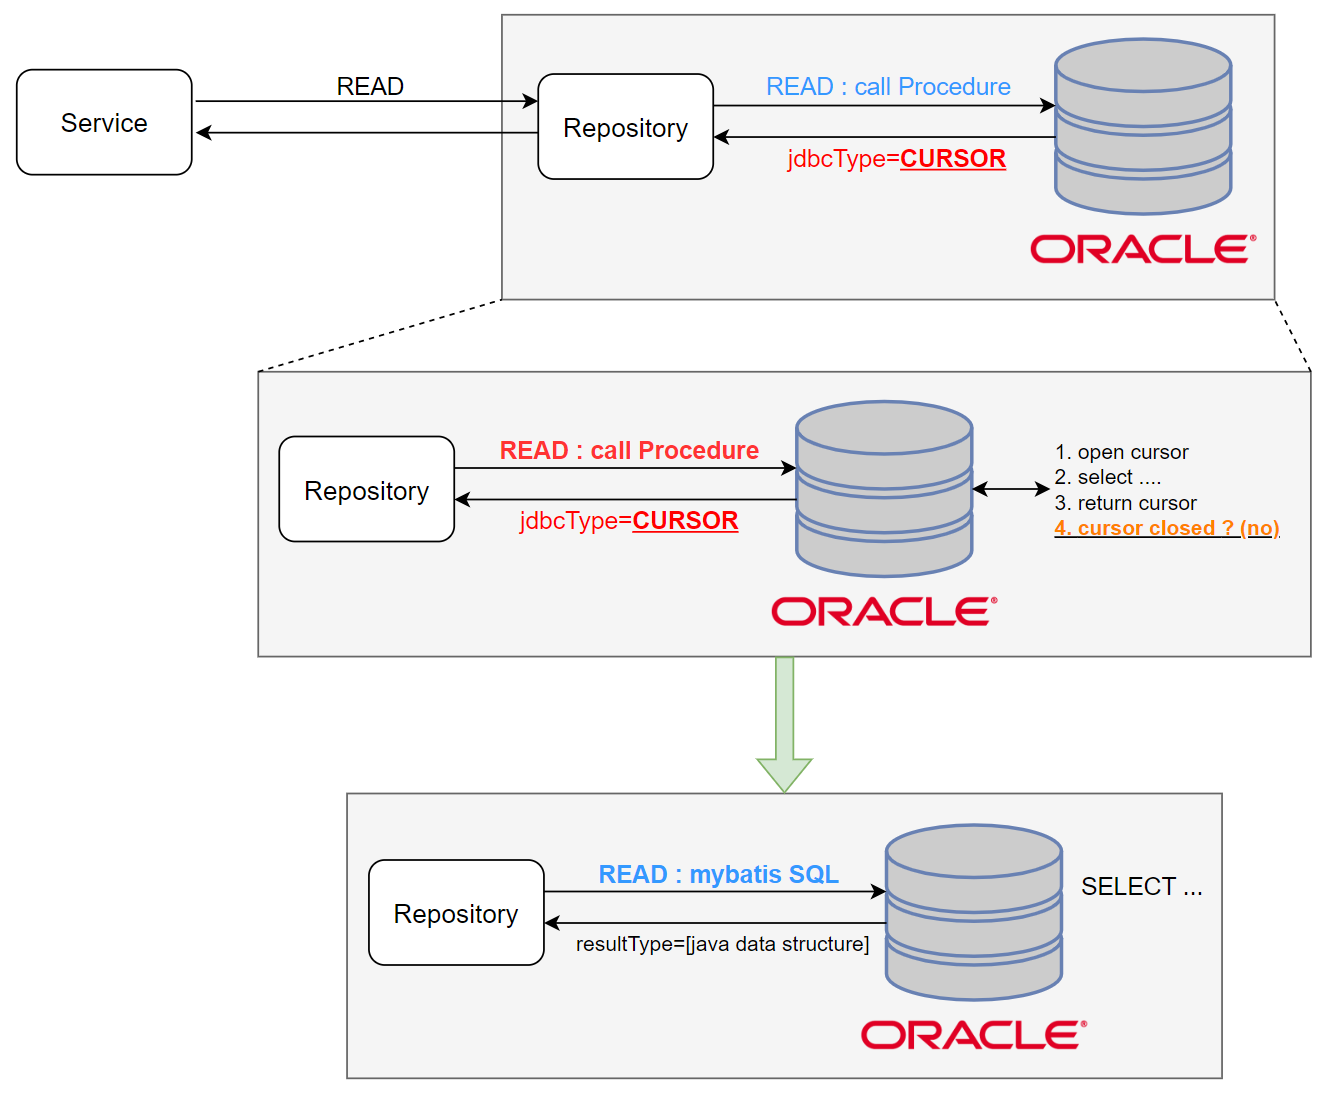 READ
Service
Repository
READ : call Procedure
jdbcType=CURSOR
ORACLE®
Repository
READ : call Procedure
jdbcType=CURSOR
ORACLE®
1. open cursor
2. select ....
3. return cursor
4. cursor closed ? (no)
Repository
READ : mybatis SQL
resultType=[java data structure]
SELECT ...
ORACLE®